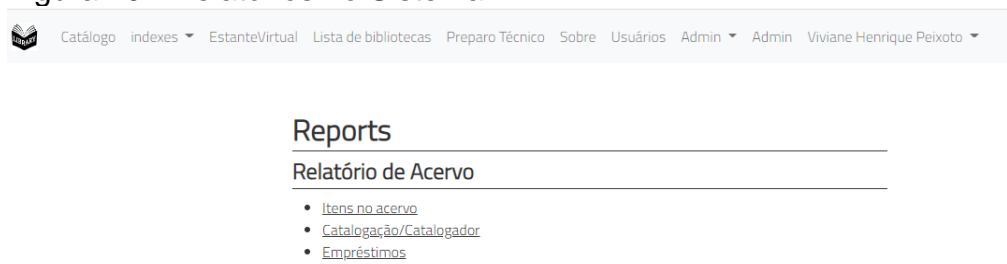 LIBRARY Catálogo indexes EstanteVirtual Lista de bibliotecas Preparo Técnico Sobre Usuários Admin Admin Viviane Henrique Peixoto
Reports
Relatório de Acervo
Itens no acervo
Catalogação/Catalogador
Empréstimos